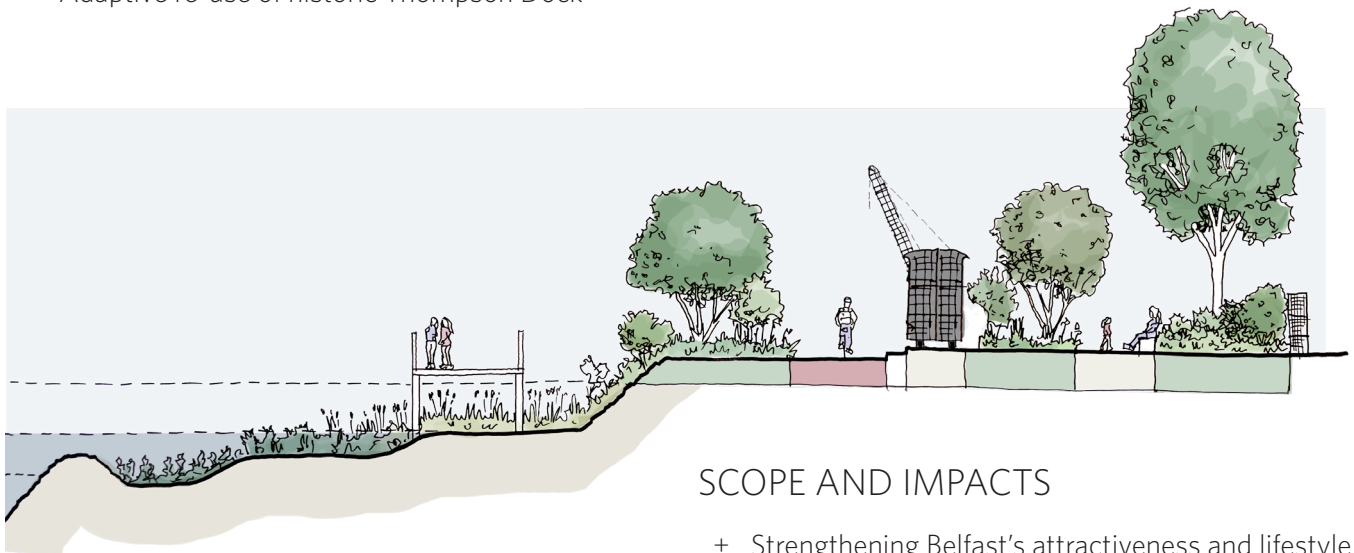 Adaptive re-use of historic Thompson Dock
SCOPE AND IMPACTS
+ Strengthening Belfast's attractiveness and lifestyle